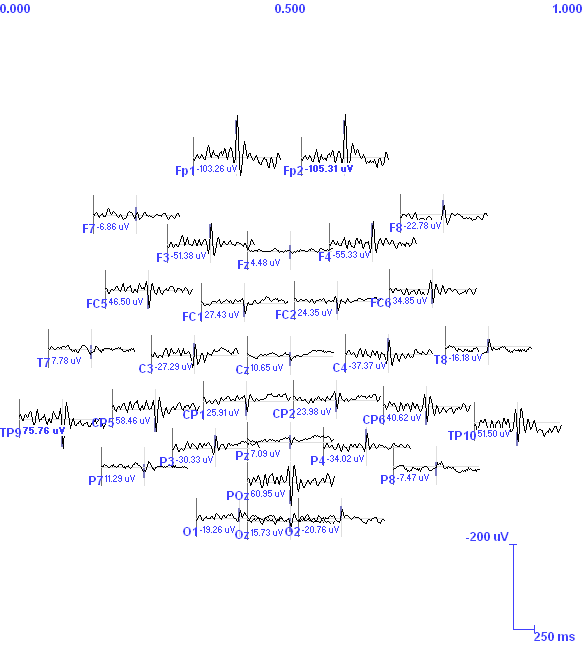 0.000 0.500 1.000
Fp1 -103.26 uV Fp2 -105.31 uV
F7 -6.86 uV F8 -22.78 uV
F3 -51.38 uV Fz 4.48 uV F4 -55.33 uV
FC5 46.50 uV FC6 34.85 uV
FC1 27.43 uV FC2 24.35 uV
T7 7.78 uV C3 -27.29 uV Cz 10.65 uV C4 -37.37 uV T8 -16.18 uV
CP1 25.91 uV CP2 23.98 uV
TP9 75.76 uV CP5 58.46 uV CP6 40.62 uV TP10 51.50 uV
P3 -30.33 uV Pz 7.09 uV P4 -34.02 uV
P7 11.29 uV P8 -7.47 uV
POz 60.95 uV
O1 -19.26 uV Oz 15.73 uV O2 -20.76 uV
-200 uV
250 ms